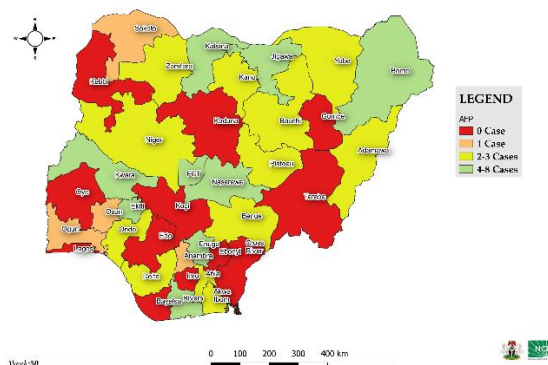 N
W
E
S
Sokoto
Katsina
Jigawa
Yobe
Borno
Zamfara
Kebbi
Kano
Kaduna
Bauchi
Gombe
Adamawa
Niger
Plateau
Kwara
FCT
Nasarawa
Taraba
Oyo
Ekiti
Kogi
Osun
Benue
Ogun
Ondo
Edo
Enugu
Ebonyi
Cross
River
Lagos
Anambra
Delta
Imo
Abia
Bayelsa
Rivers
Akwa
Ibom
LEGEND
AFP
0 Case
1 Case
2-3 Cases
4-8 Cases
0 100 200 300 400 km